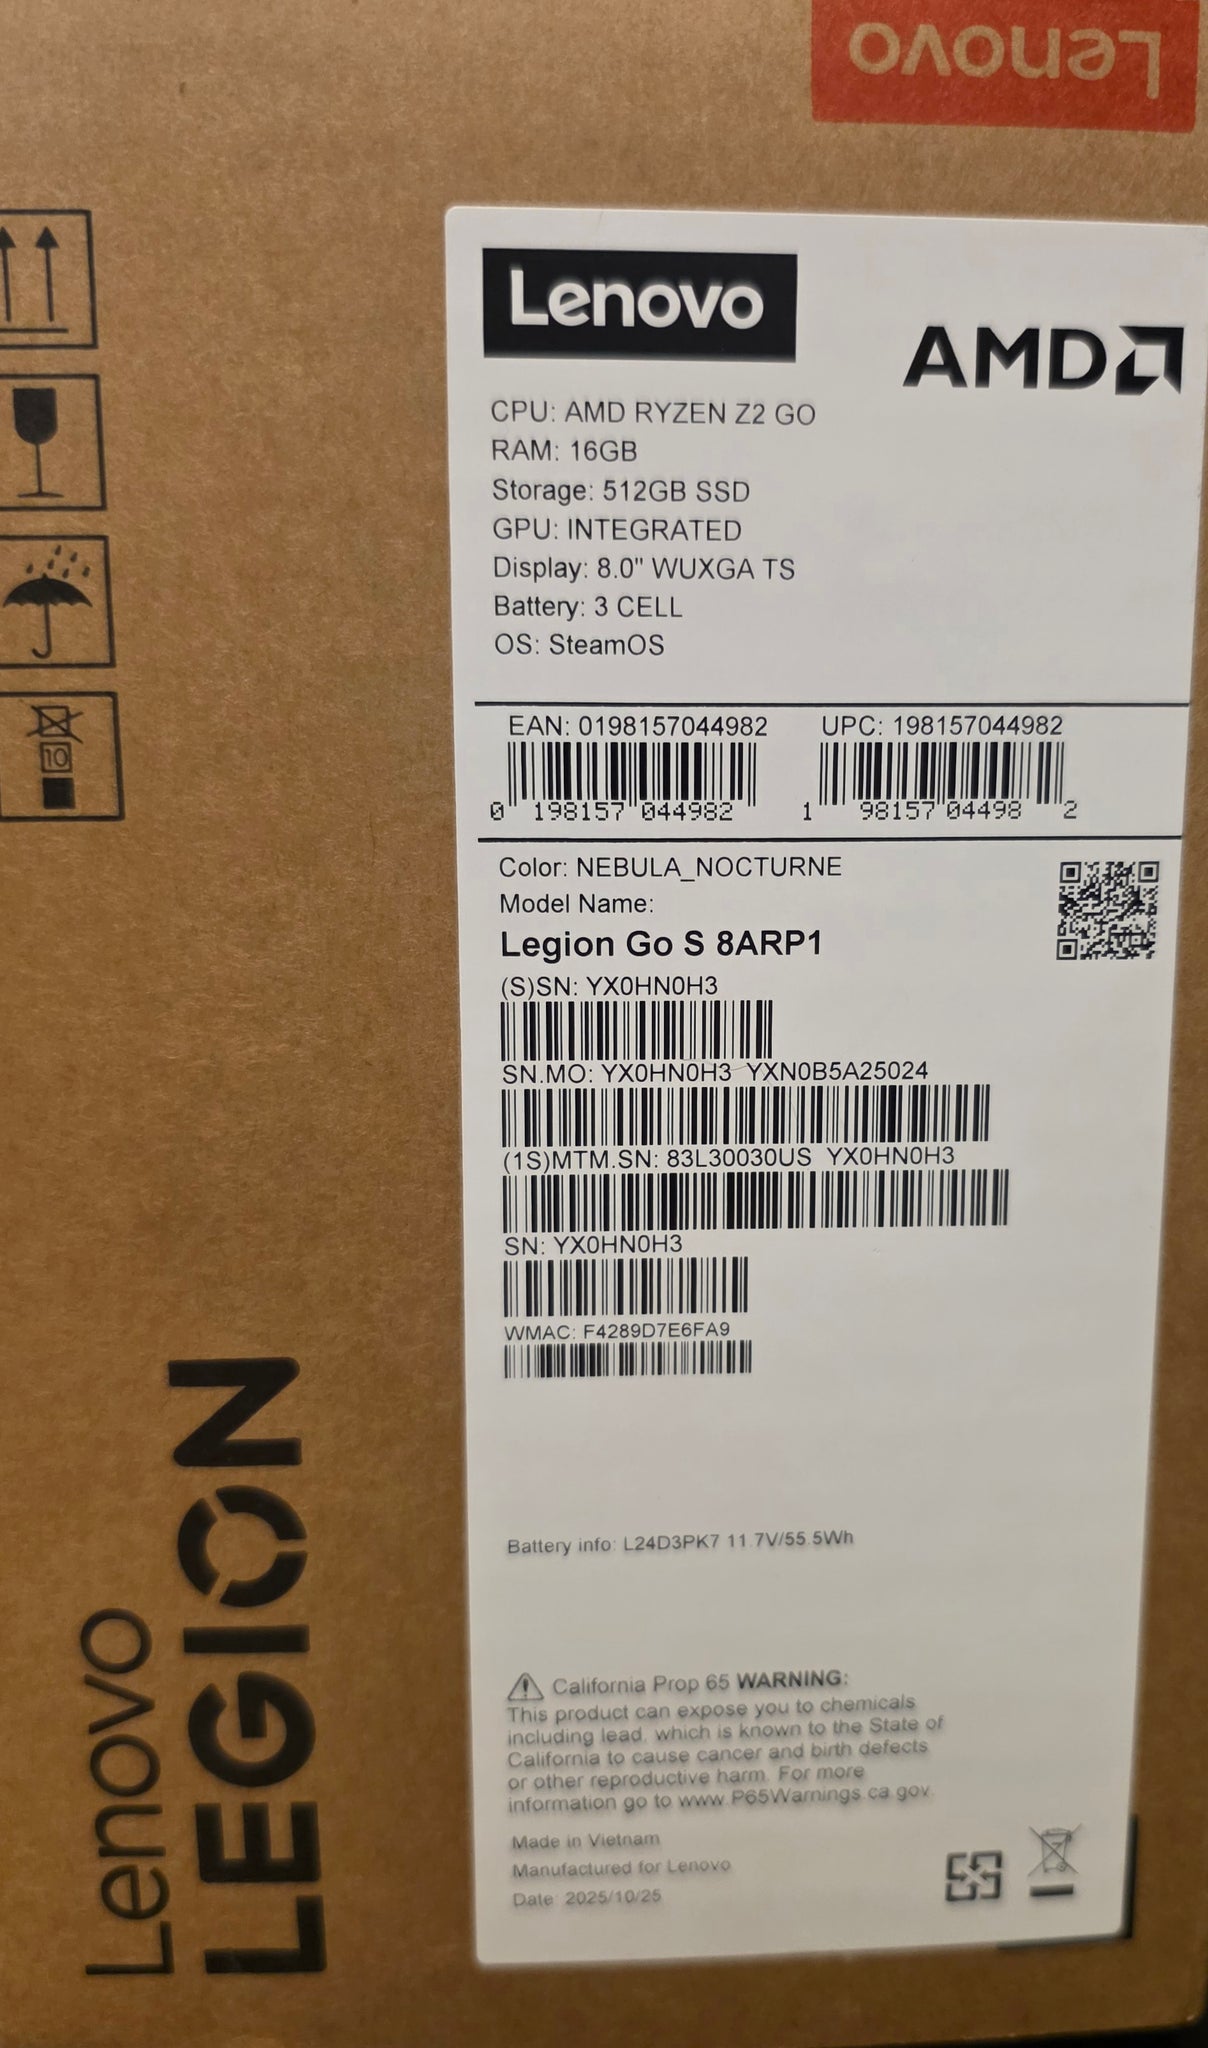 Lenovo
Lenovo
AMD
CPU: AMD RYZEN Z2 GO
RAM: 16GB
Storage: 512GB SSD
GPU: INTEGRATED
Display: 8.0" WUXGA TS
Battery: 3 CELL
OS: SteamOS
EAN: 0198157044982 UPC: 198157044982
0 198157 044982 1 98157 04498 2
Color: NEBULA_NOCTURNE
Model Name:
Legion Go S 8ARP1
(S)SN: YX0HN0H3
SN.MO: YX0HN0H3 YXN0B5A25024
(1S)MTM.SN: 83L30030US YX0HN0H3
SN: YX0HN0H3
WMAC: F4289D7E6FA9
Battery info: L24D3PK7 11.7V/55.5Wh
California Prop 65 WARNING:
This product can expose you to chemicals
including lead, which is known to the State of
California to cause cancer and birth defects
or other reproductive harm. For more
information go to www.P65Warnings.ca.gov.
Made in Vietnam
Manufactured for Lenovo
Date: 2025/10/25
10
Lenovo
LEGION